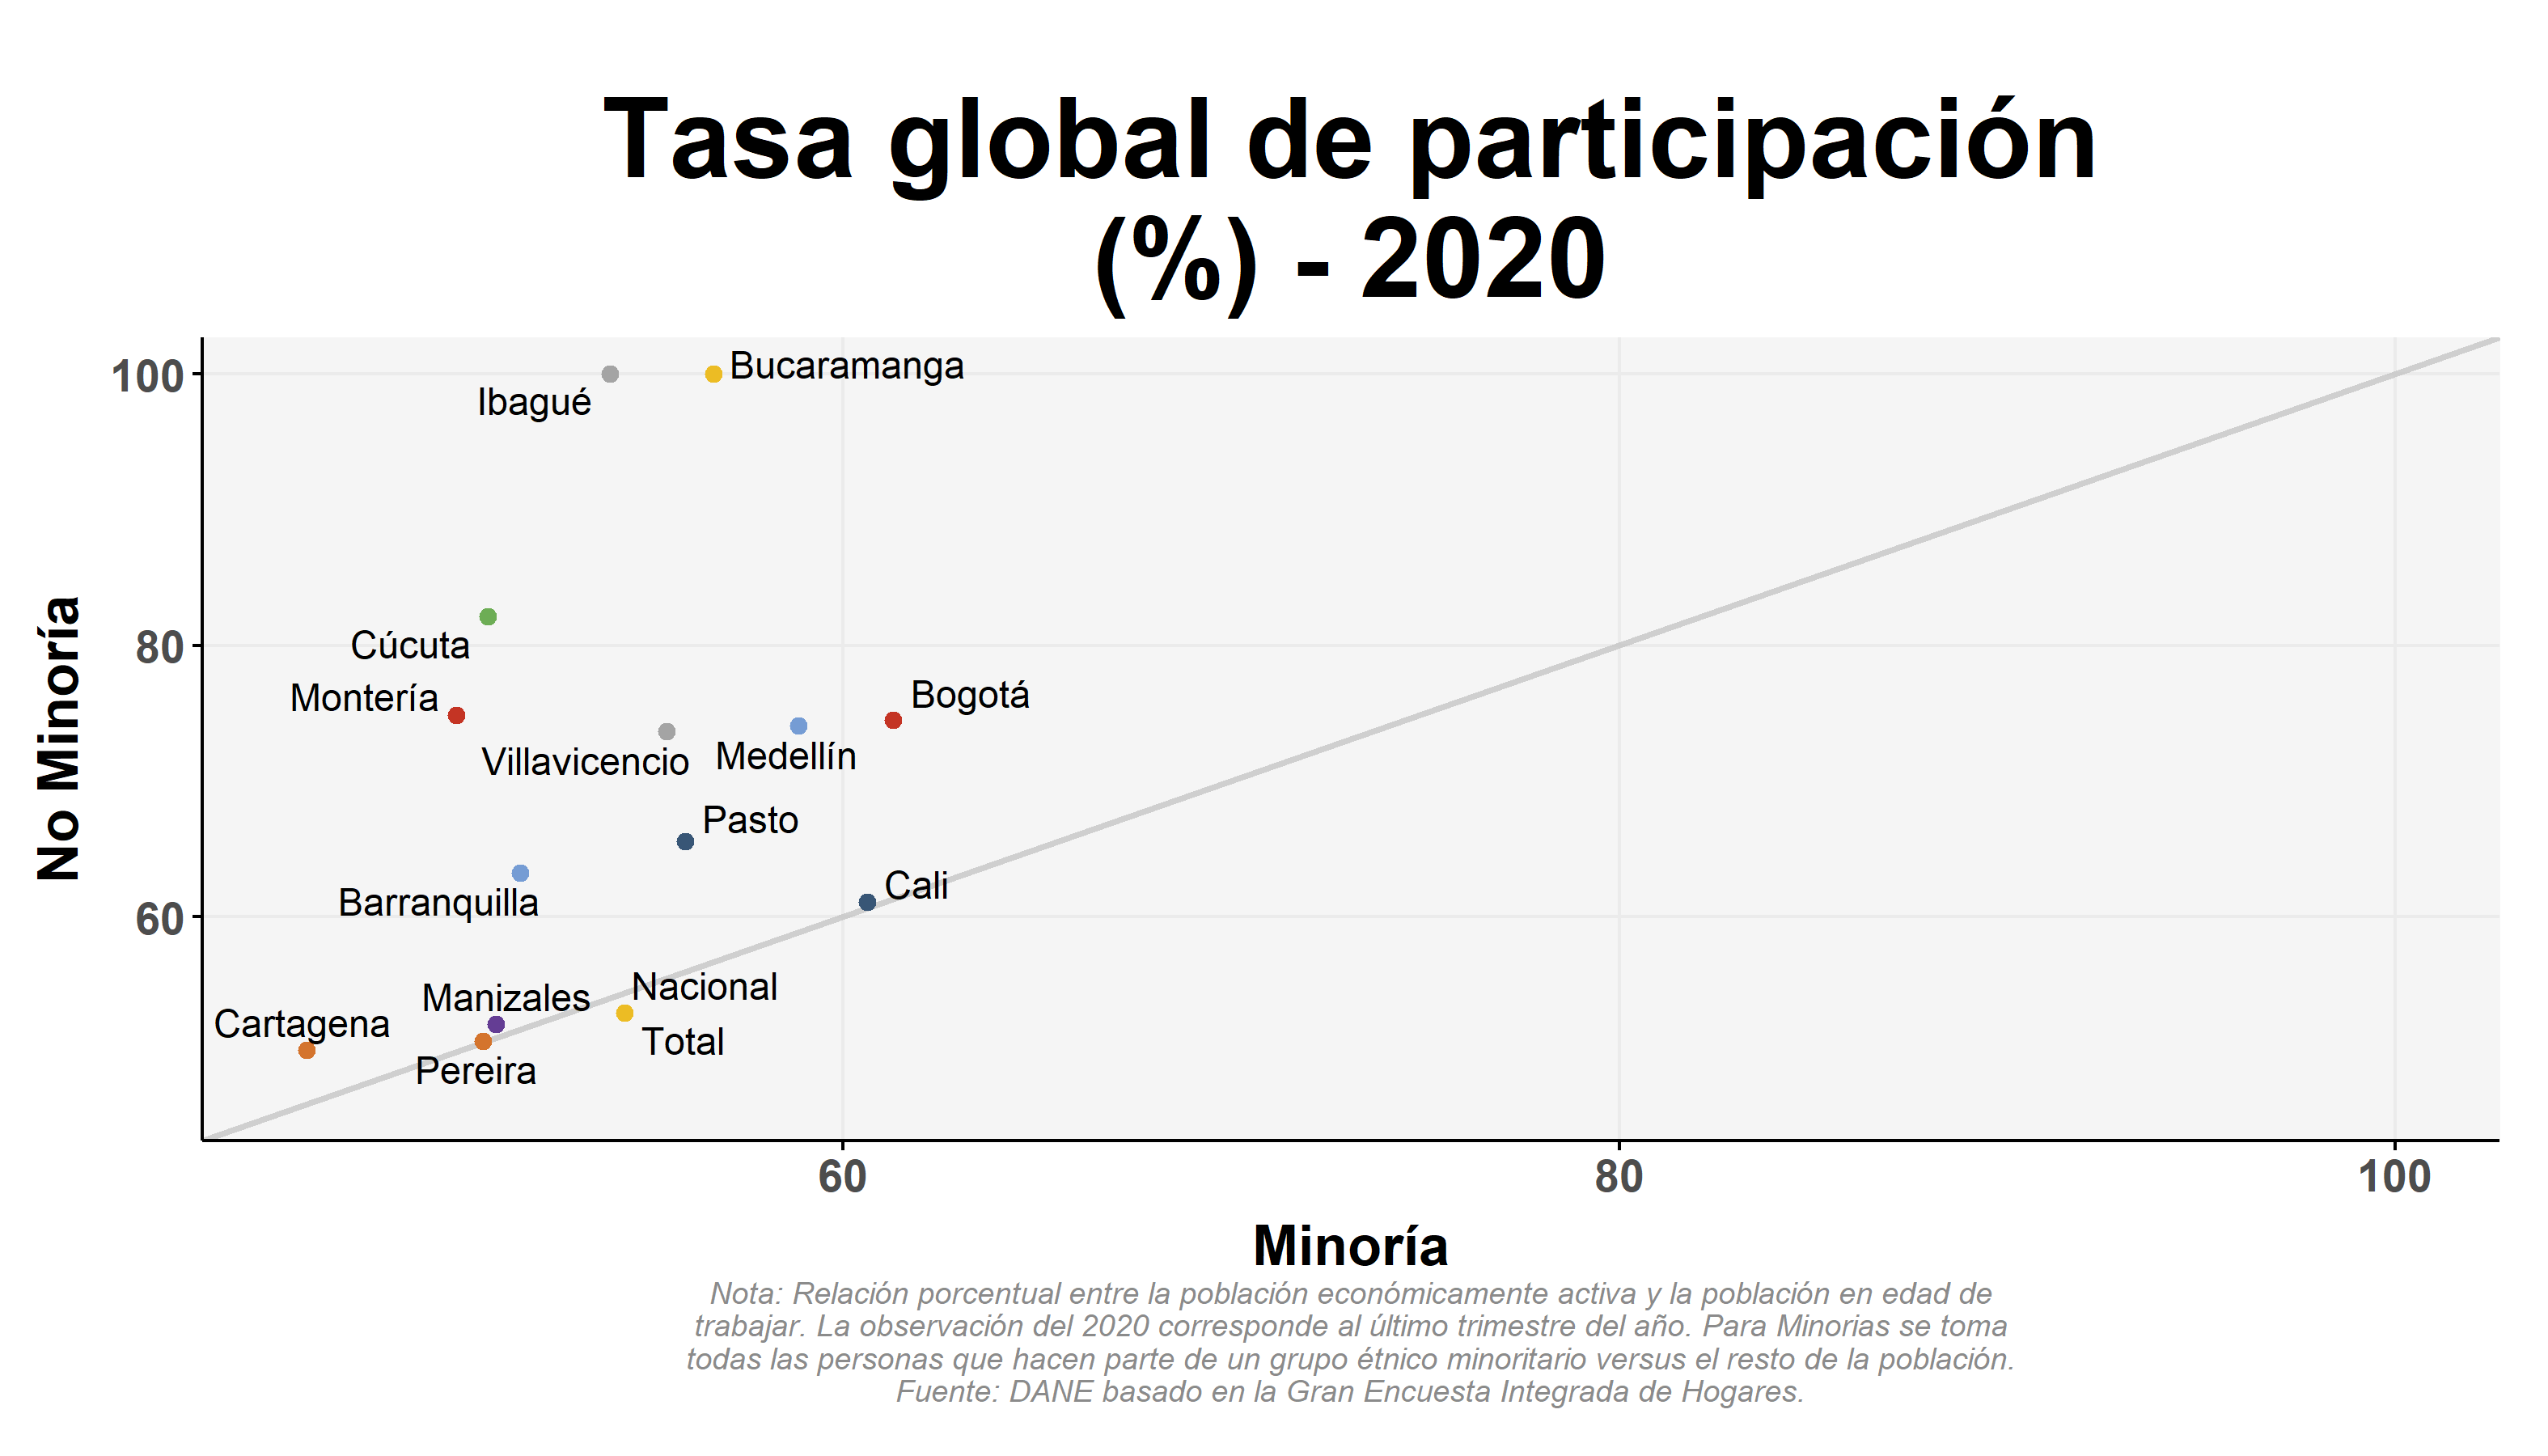 Tasa global de participación
(%) - 2020
No Minoría
100
80
60
Bucaramanga
Ibagué
Cúcuta
Montería
Bogotá
Villavicencio
Medellín
Pasto
Cali
Barranquilla
Nacional
Total
Manizales
Cartagena
Pereira
60
80
100
Minoría
Nota: Relación porcentual entre la población económicamente activa y la población en edad de
trabajar. La observación del 2020 corresponde al último trimestre del año. Para Minorias se toma
todas las personas que hacen parte de un grupo étnico minoritario versus el resto de la población.
Fuente: DANE basado en la Gran Encuesta Integrada de Hogares.